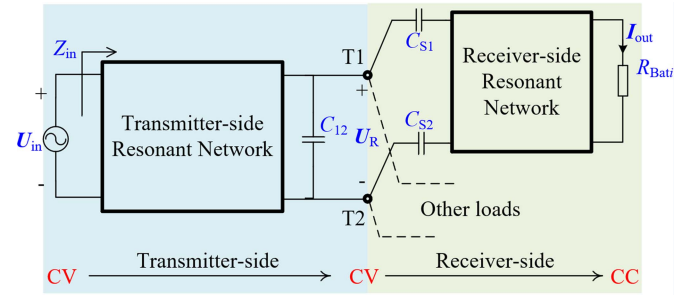 Z_in
T1
C_S1
Receiver-side
Resonant
Network
I_out
R_Bati
+
U_in
-
Transmitter-side
Resonant Network
C_12
+
U_R
-
C_S2
T2
Other loads
CV
Transmitter-side
CV
Receiver-side
CC